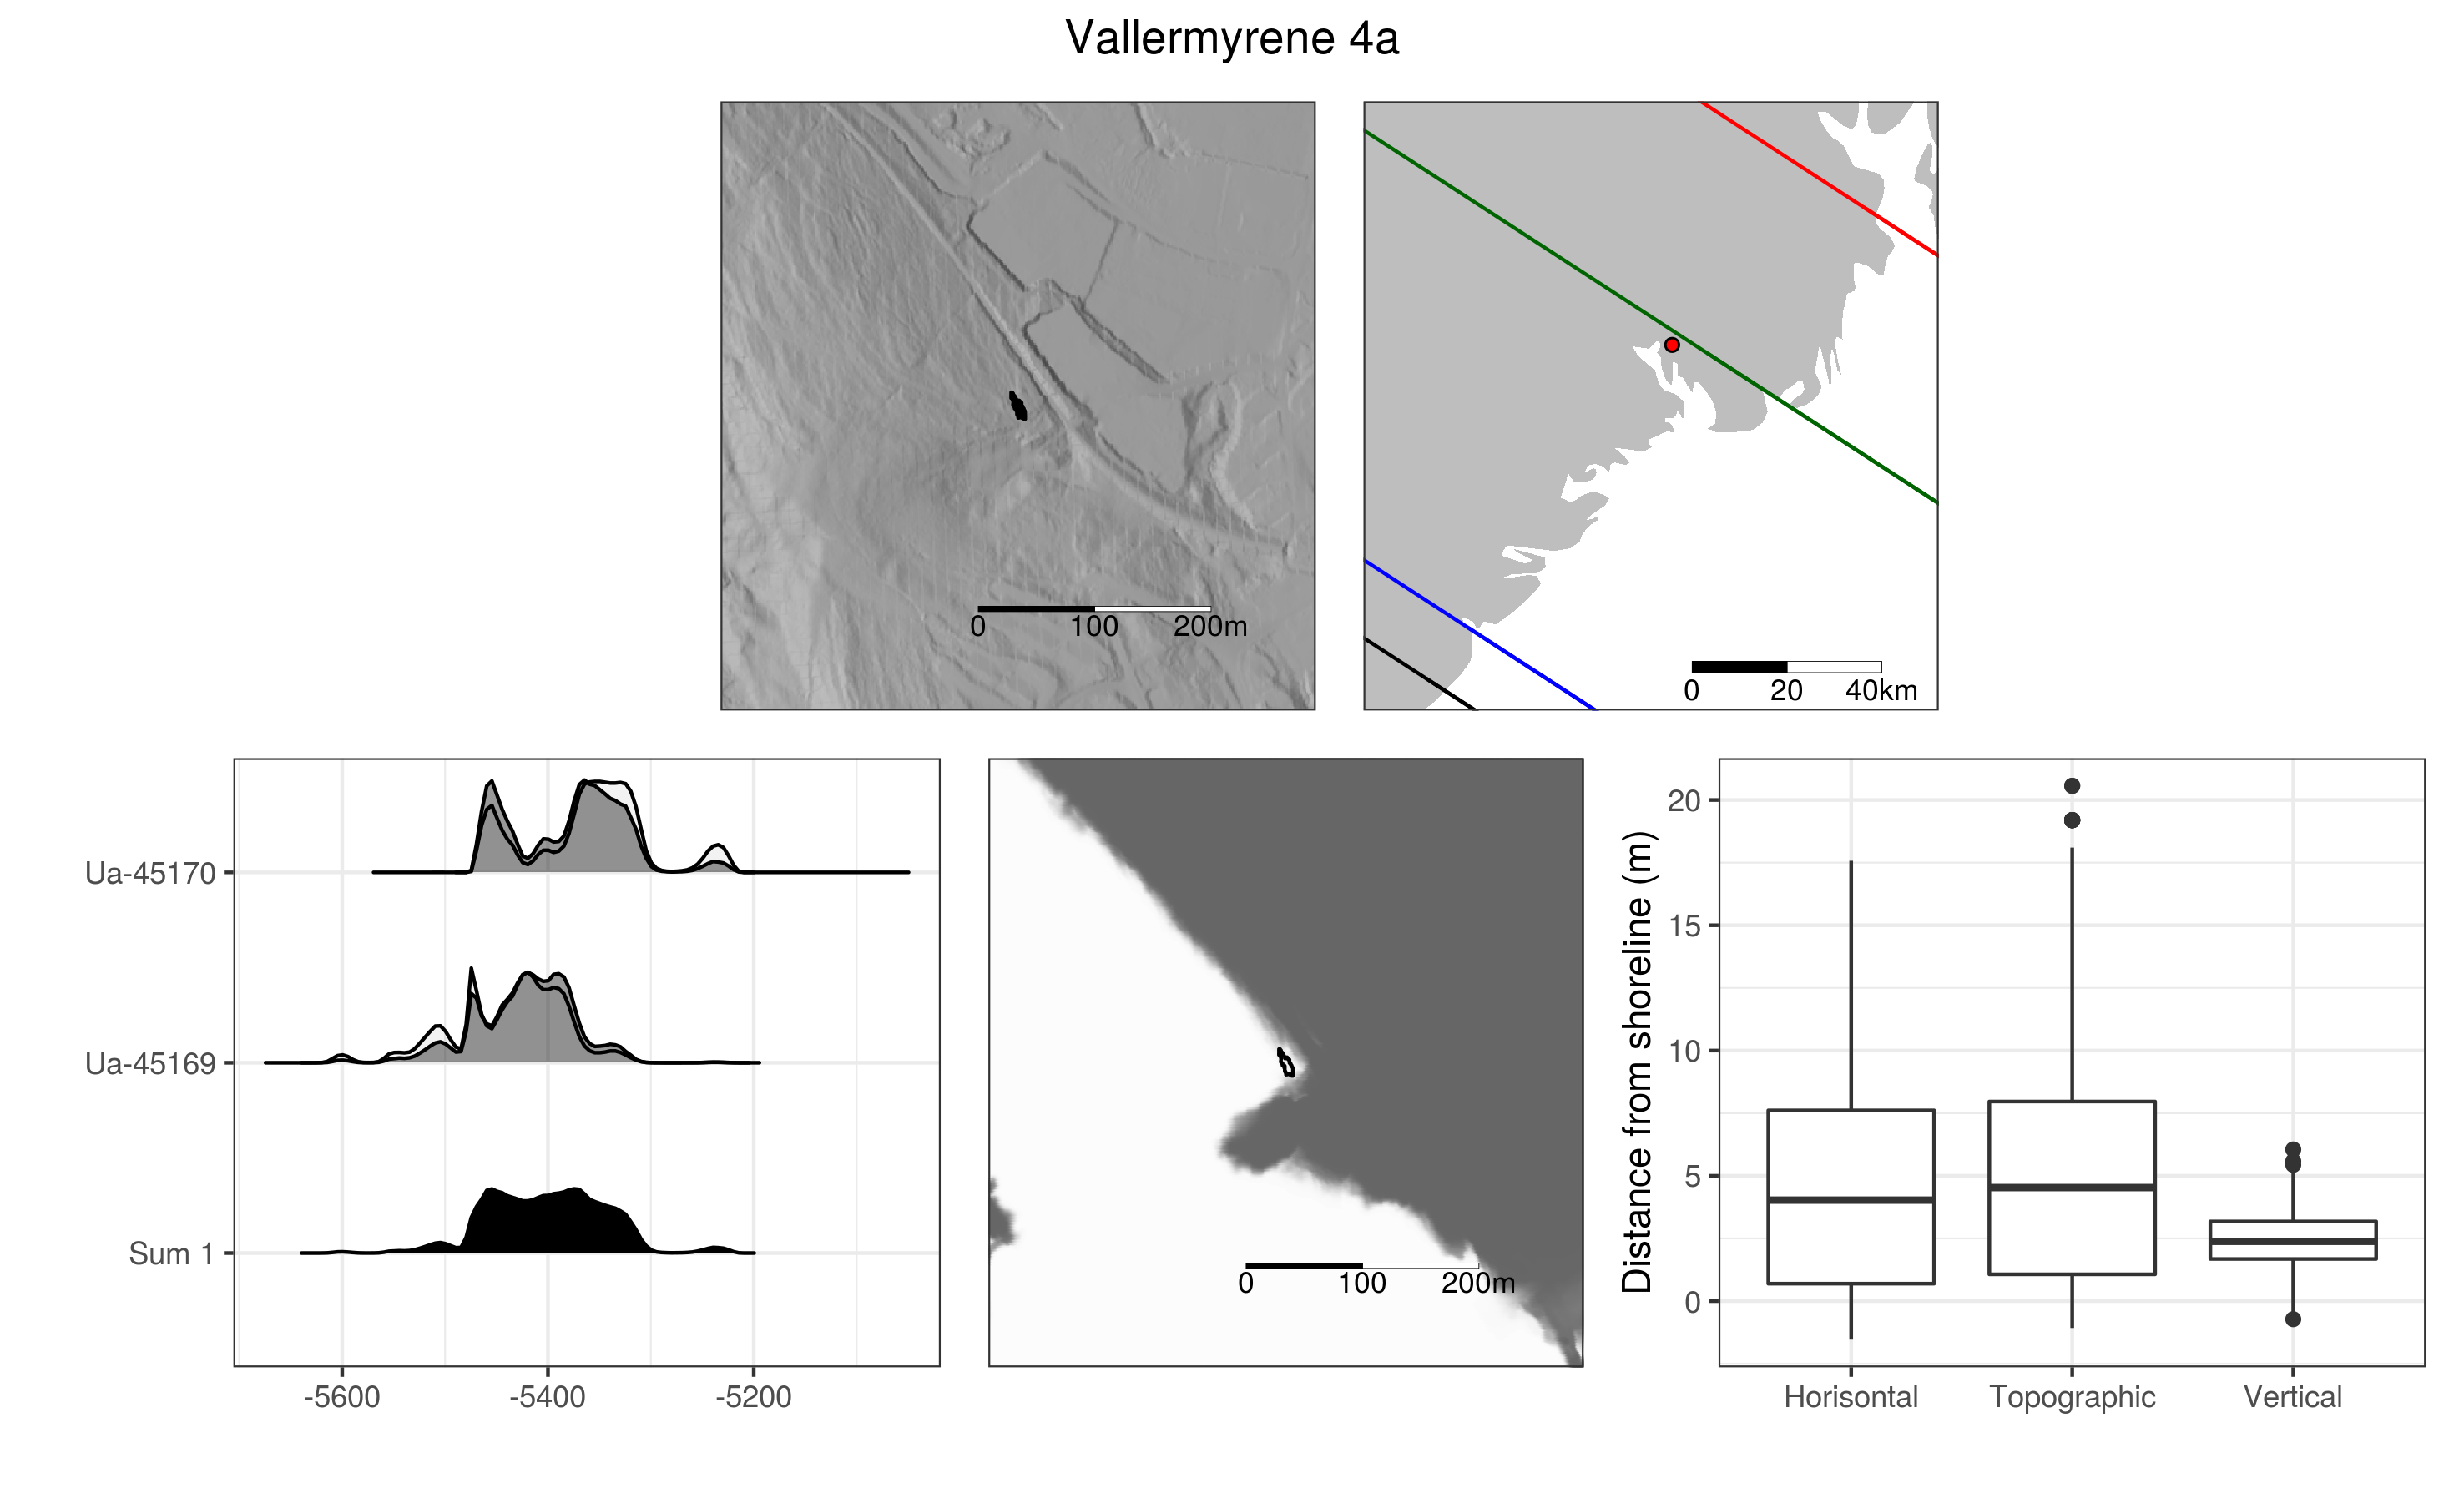 Vallermyrene 4a
0 100 200m
0 20 40km
Ua-45170
Ua-45169
Sum 1
-5600 -5400 -5200
0 100 200m
Distance from shoreline (m)
20
15
10
5
0
Horisontal Topographic Vertical